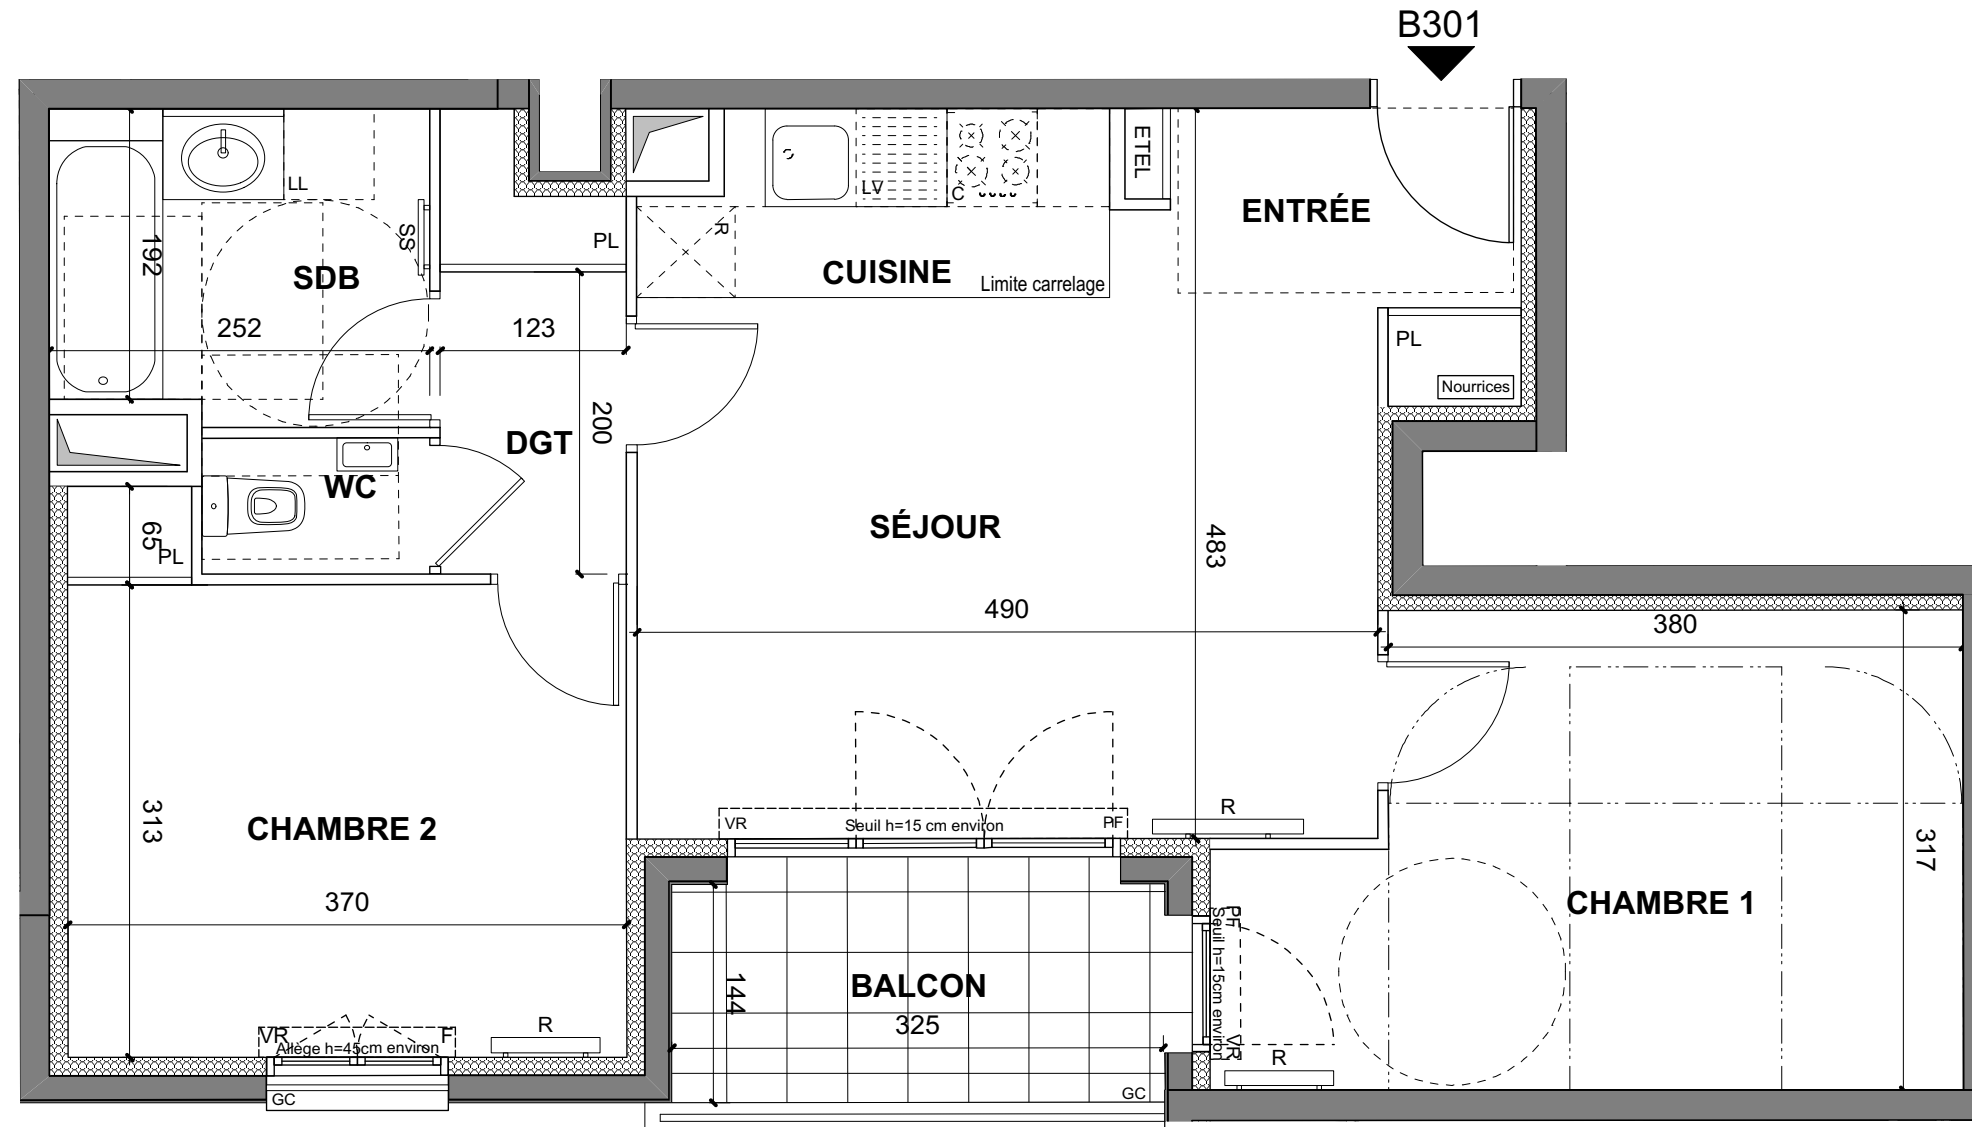 B301
ETEL
LL
LV
C
ENTRÉE
192
SS
PL
R
SDB
CUISINE
Limite carrelage
252
123
PL
Nourrices
200
DGT
WC
65
PL
SÉJOUR
483
490
380
313
CHAMBRE 2
VR
Seuil h=15 cm environ
PF
R
317
370
CHAMBRE 1
PF
Seuil h=15cm environ
VR
144
BALCON
325
VR
F
Allège h=45cm environ
R
R
GC
GC